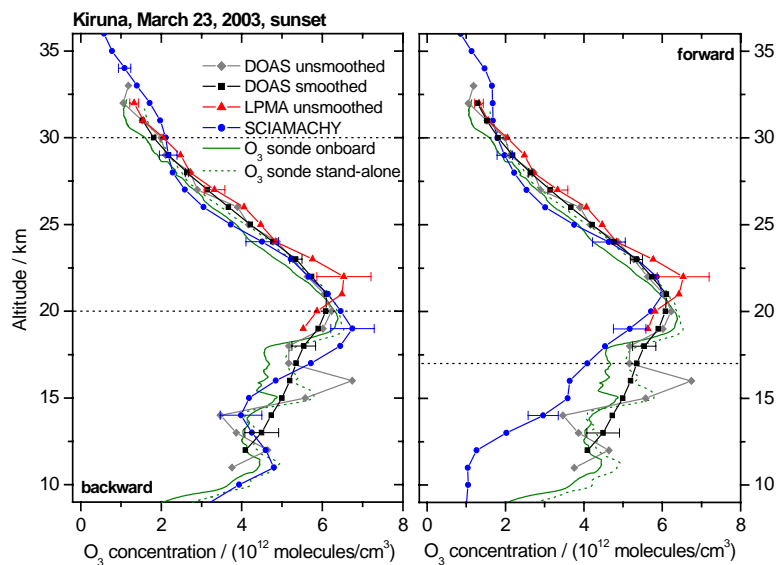 Kiruna, March 23, 2003, sunset
DOAS unsmoothed
DOAS smoothed
LPMA unsmoothed
SCIAMACHY
O3 sonde onboard
O3 sonde stand-alone
forward
Altitude / km
35
30
25
20
15
10
35
30
25
20
15
10
backward
0 2 4 6 8
0 2 4 6 8
O3 concentration / (10^12 molecules/cm^3)
O3 concentration / (10^12 molecules/cm^3)